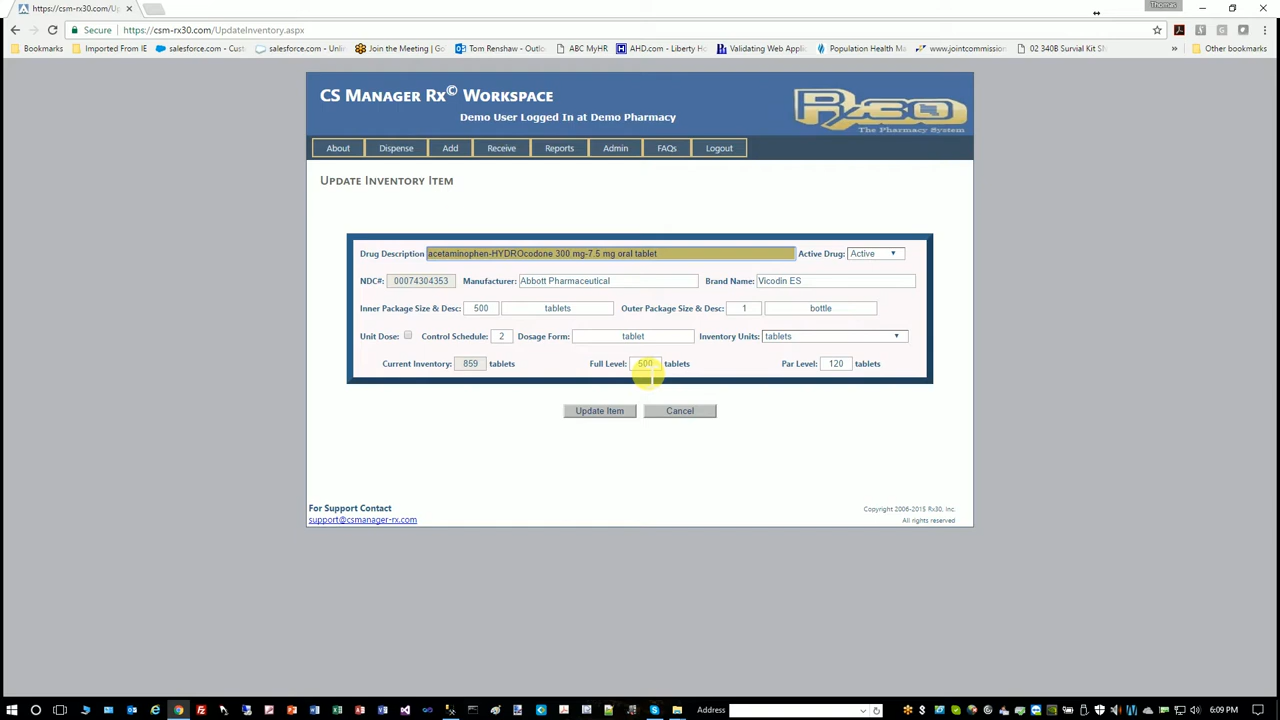 Thomas
https://csm-rx30.com/Up
Secure https://csm-rx30.com/UpdateInventory.aspx
Bookmarks Imported From IE salesforce.com - Cust salesforce.com - Unlin Join the Meeting | Go Tom Renshaw - Outlo ABC MyHR AHD.com - Liberty Ho Validating Web Applic Population Health Ma www.jointcommission 02 340B Survial Kit Sh » Other bookmarks
CS Manager Rx© Workspace
Demo User Logged In at Demo Pharmacy
Rx30
The Pharmacy System
About Dispense Add Receive Reports Admin FAQs Logout
Update Inventory Item
Drug Description acetaminophen-HYDROcodone 300 mg-7.5 mg oral tablet Active Drug: Active
NDC#: 00074304353 Manufacturer: Abbott Pharmaceutical Brand Name: Vicodin ES
Inner Package Size & Desc: 500 tablets Outer Package Size & Desc: 1 bottle
Unit Dose: Control Schedule: 2 Dosage Form: tablet Inventory Units: tablets
Current Inventory: 859 tablets Full Level: 500 tablets Par Level: 120 tablets
Update Item Cancel
For Support Contact
support@csmanager-rx.com
Copyright 2006-2015 Rx30, Inc.
All rights reserved
Address 6:09 PM